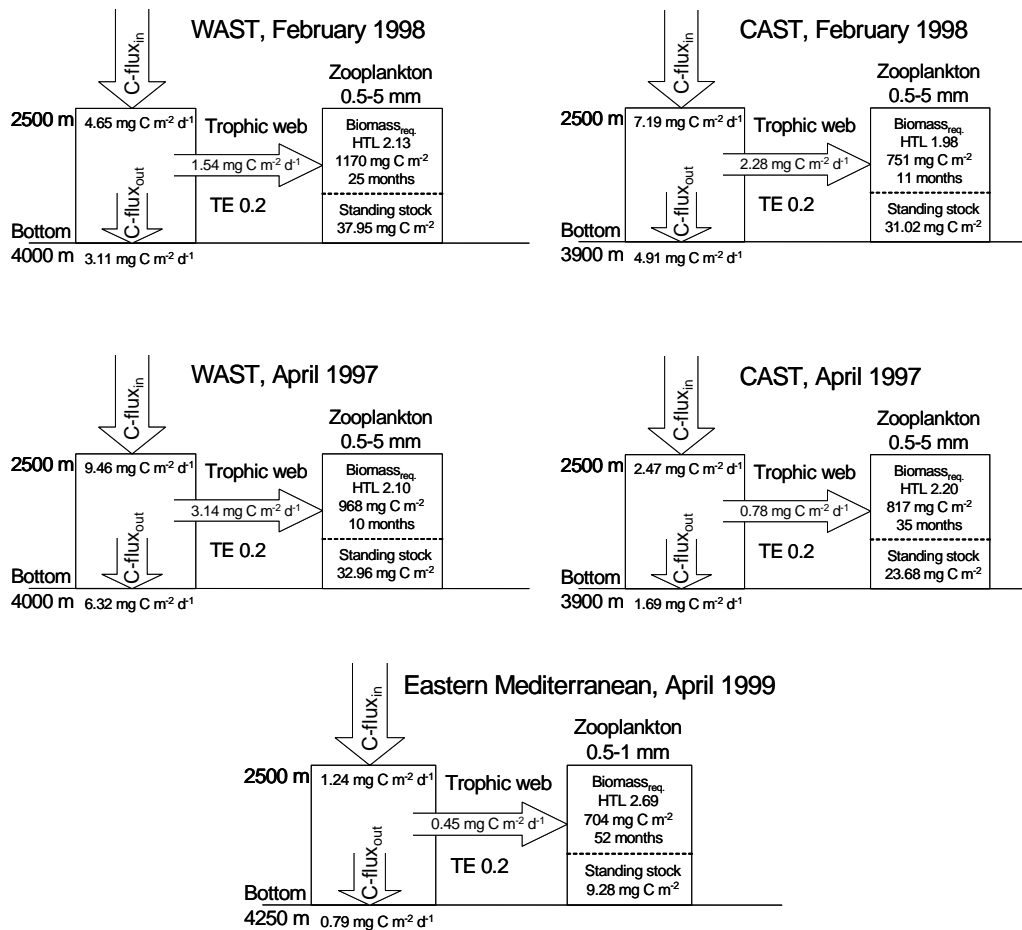 WAST, February 1998
C-flux_in
Zooplankton
0.5-5 mm
2500 m
4.65 mg C m⁻² d⁻¹
Trophic web
1.54 mg C m⁻² d⁻¹
TE 0.2
Biomass_req.
HTL 2.13
1170 mg C m⁻²
25 months
Standing stock
37.95 mg C m⁻²
C-flux_out
Bottom
4000 m
3.11 mg C m⁻² d⁻¹
CAST, February 1998
C-flux_in
Zooplankton
0.5-5 mm
2500 m
7.19 mg C m⁻² d⁻¹
Trophic web
2.28 mg C m⁻² d⁻¹
TE 0.2
Biomass_req.
HTL 1.98
751 mg C m⁻²
11 months
Standing stock
31.02 mg C m⁻²
C-flux_out
Bottom
3900 m
4.91 mg C m⁻² d⁻¹
WAST, April 1997
C-flux_in
Zooplankton
0.5-5 mm
2500 m
9.46 mg C m⁻² d⁻¹
Trophic web
3.14 mg C m⁻² d⁻¹
TE 0.2
Biomass_req.
HTL 2.10
968 mg C m⁻²
10 months
Standing stock
32.96 mg C m⁻²
C-flux_out
Bottom
4000 m
6.32 mg C m⁻² d⁻¹
CAST, April 1997
C-flux_in
Zooplankton
0.5-5 mm
2500 m
2.47 mg C m⁻² d⁻¹
Trophic web
0.78 mg C m⁻² d⁻¹
TE 0.2
Biomass_req.
HTL 2.20
817 mg C m⁻²
35 months
Standing stock
23.68 mg C m⁻²
C-flux_out
Bottom
3900 m
1.69 mg C m⁻² d⁻¹
Eastern Mediterranean, April 1999
C-flux_in
Zooplankton
0.5-1 mm
2500 m
1.24 mg C m⁻² d⁻¹
Trophic web
0.45 mg C m⁻² d⁻¹
TE 0.2
Biomass_req.
HTL 2.69
704 mg C m⁻²
52 months
Standing stock
9.28 mg C m⁻²
C-flux_out
Bottom
4250 m
0.79 mg C m⁻² d⁻¹